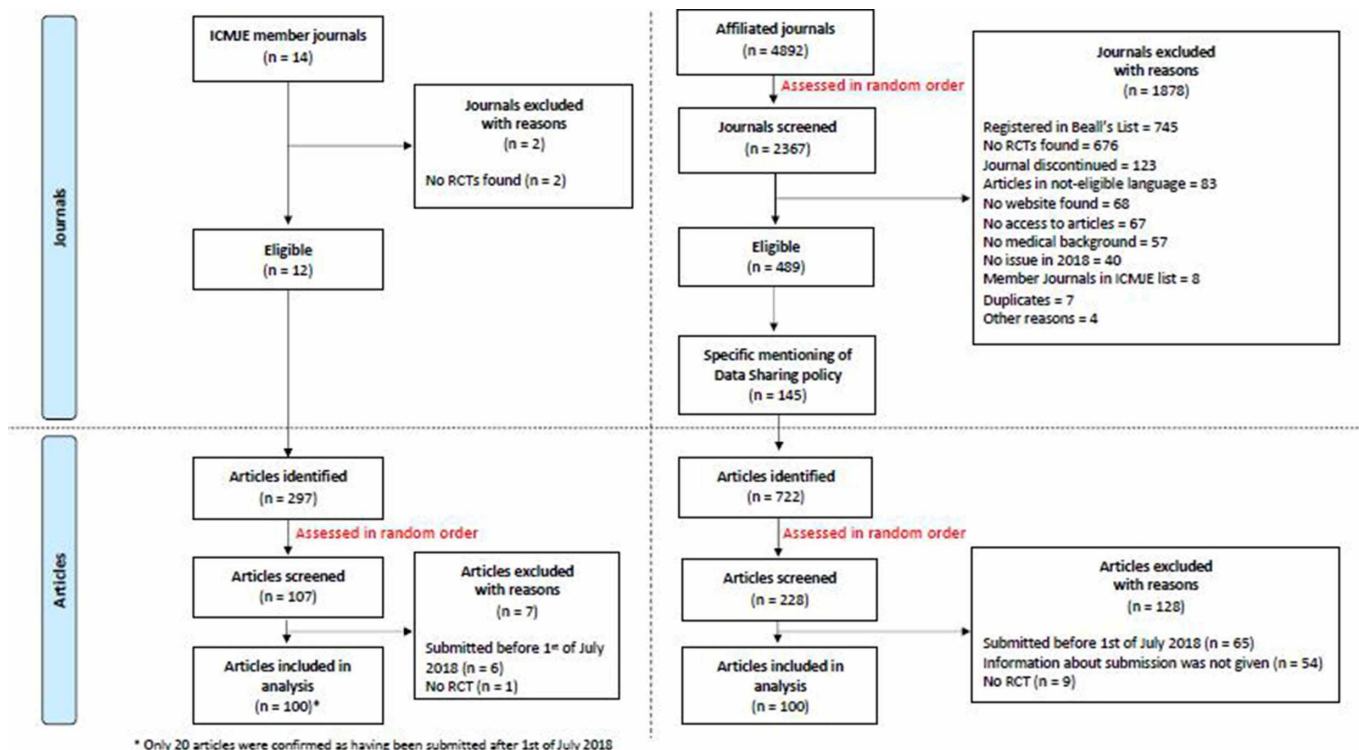 Journals
ICMJE member journals
(n = 14)
Journals excluded
with reasons
(n = 2)
No RCTs found (n = 2)
Eligible
(n = 12)
Affiliated journals
(n = 4892)
Assessed in random order
Journals screened
(n = 2367)
Journals excluded
with reasons
(n = 1878)
Registered in Beall's List = 745
No RCTs found = 676
Journal discontinued = 123
Articles in not-eligible language = 83
No website found = 68
No access to articles = 67
No medical background = 57
No issue in 2018 = 40
Member Journals in ICMJE list = 8
Duplicates = 7
Other reasons = 4
Eligible
(n = 489)
Specific mentioning of
Data Sharing policy
(n = 145)
Articles
Articles identified
(n = 297)
Assessed in random order
Articles screened
(n = 107)
Articles excluded
with reasons
(n = 7)
Submitted before 1st of July
2018 (n = 6)
No RCT (n = 1)
Articles included in
analysis
(n = 100)*
Articles identified
(n = 722)
Assessed in random order
Articles screened
(n = 228)
Articles excluded
with reasons
(n = 128)
Submitted before 1st of July 2018 (n = 65)
Information about submission was not given (n = 54)
No RCT (n = 9)
Articles included in
analysis
(n = 100)
* Only 20 articles were confirmed as having been submitted after 1st of July 2018